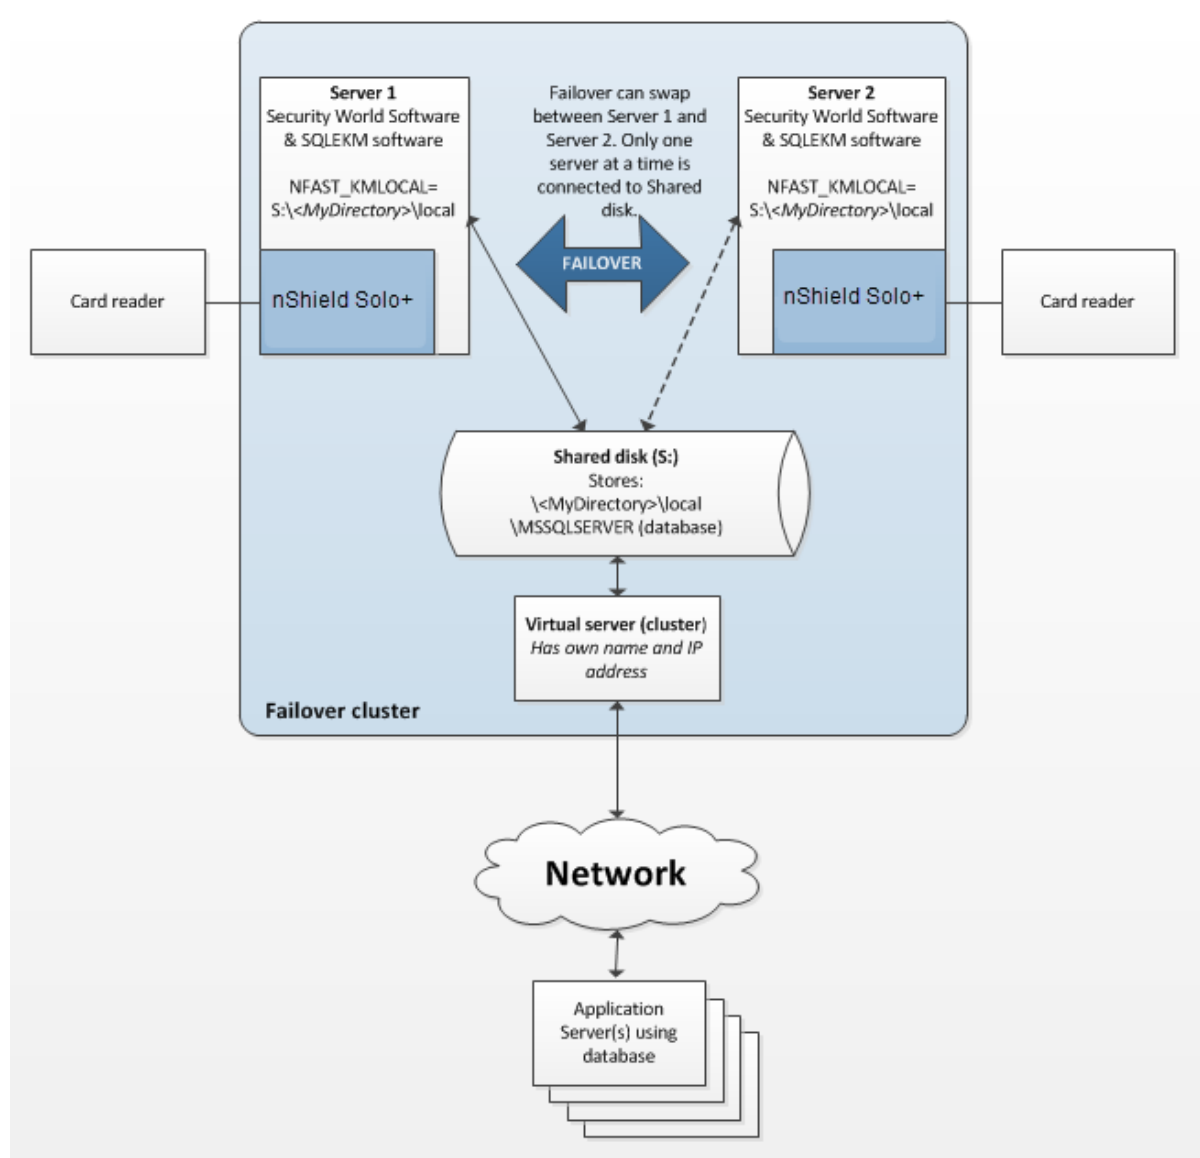 Server 1
Security World Software
& SQLEKM software
NFAST_KMLOCAL=
S:\<MyDirectory>\local
nShield Solo+
Card reader
Failover can swap
between Server 1 and
Server 2. Only one
server at a time is
connected to Shared
disk.
FAILOVER
Server 2
Security World Software
& SQLEKM software
NFAST_KMLOCAL=
S:\<MyDirectory>\local
nShield Solo+
Card reader
Shared disk (S:)
Stores:
\<MyDirectory>\local
\MSSQLSERVER (database)
Virtual server (cluster)
Has own name and IP
address
Failover cluster
Network
Application
Server(s) using
database